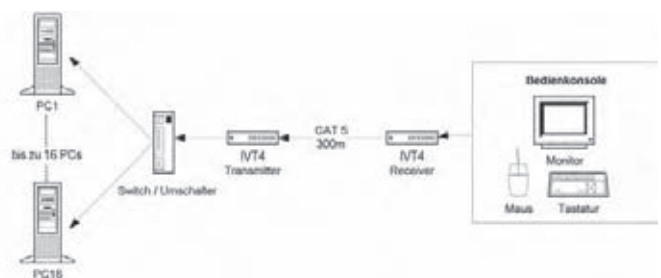 PC1
bis zu 16 PCs
PC16
Switch / Umschalter
IVT4
Transmitter
CAT 5
300m
IVT4
Receiver
Bedienkonsole
Monitor
Maus
Tastatur